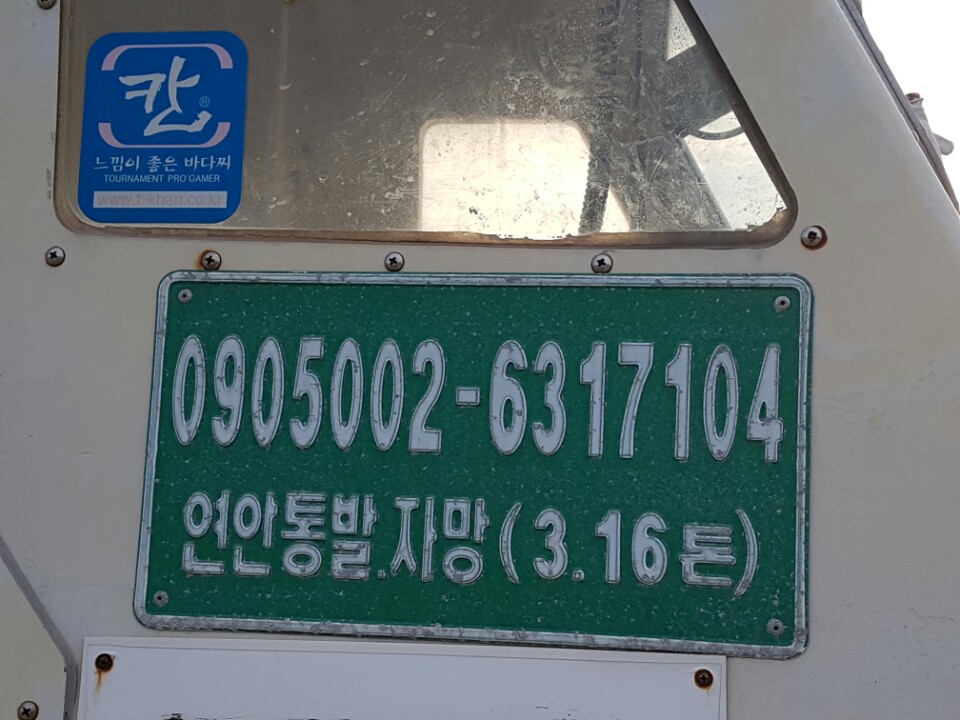 칸®
느낌이 좋은 바다찌
TOURNAMENT PRO GAMER
www.f-khan.co.kr
0905002-6317104
연안통발.자망(3.16톤)